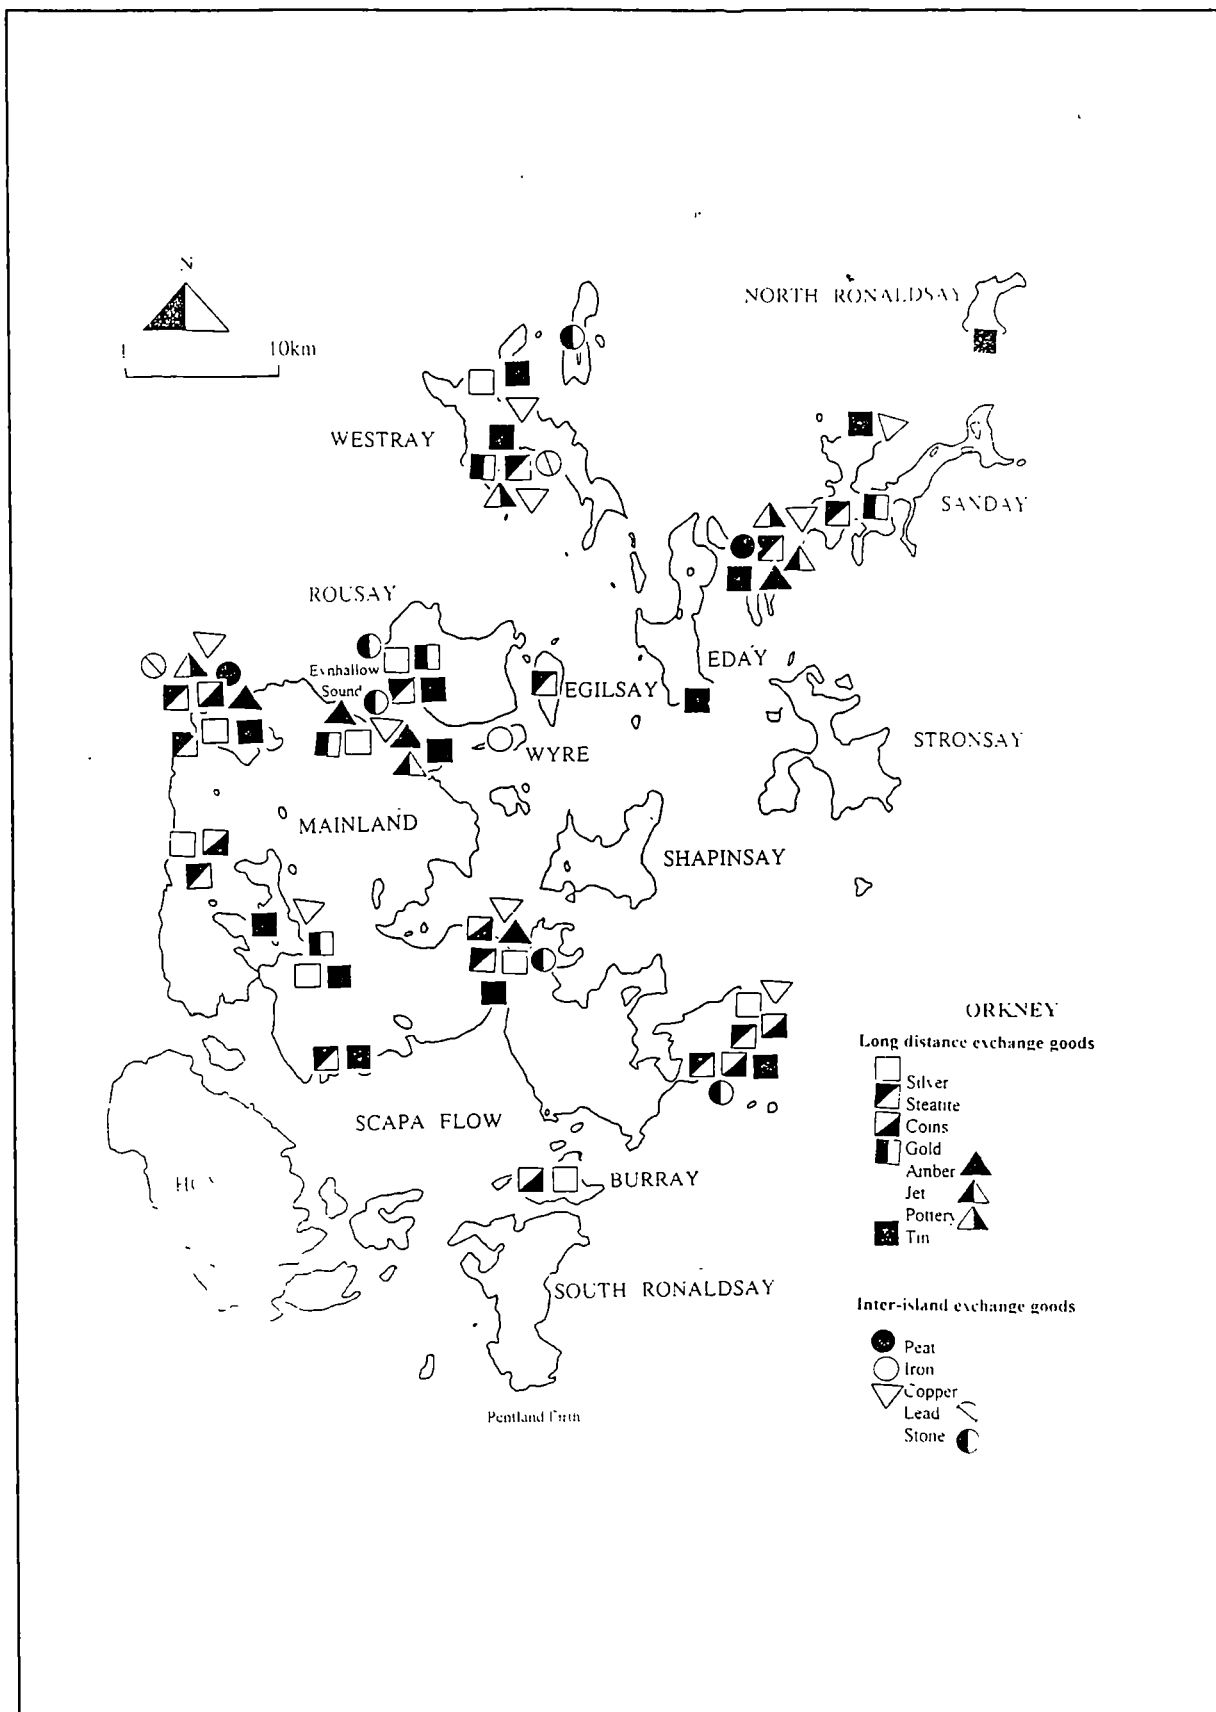 N
10km
NORTH RONALDSAY
WESTRAY
SANDAY
ROUSAY
Eynhallow
Sound
EDAY
EGILSAY
WYRE
STRONSAY
MAINLAND
SHAPINSAY
ORKNEY
Long distance exchange goods
Silver
Steatite
Coins
Gold
Amber
Jet
Pottery
Tin
SCAPA FLOW
BURRAY
SOUTH RONALDSAY
Inter-island exchange goods
Peat
Iron
Copper
Lead
Stone
Pentland Firth